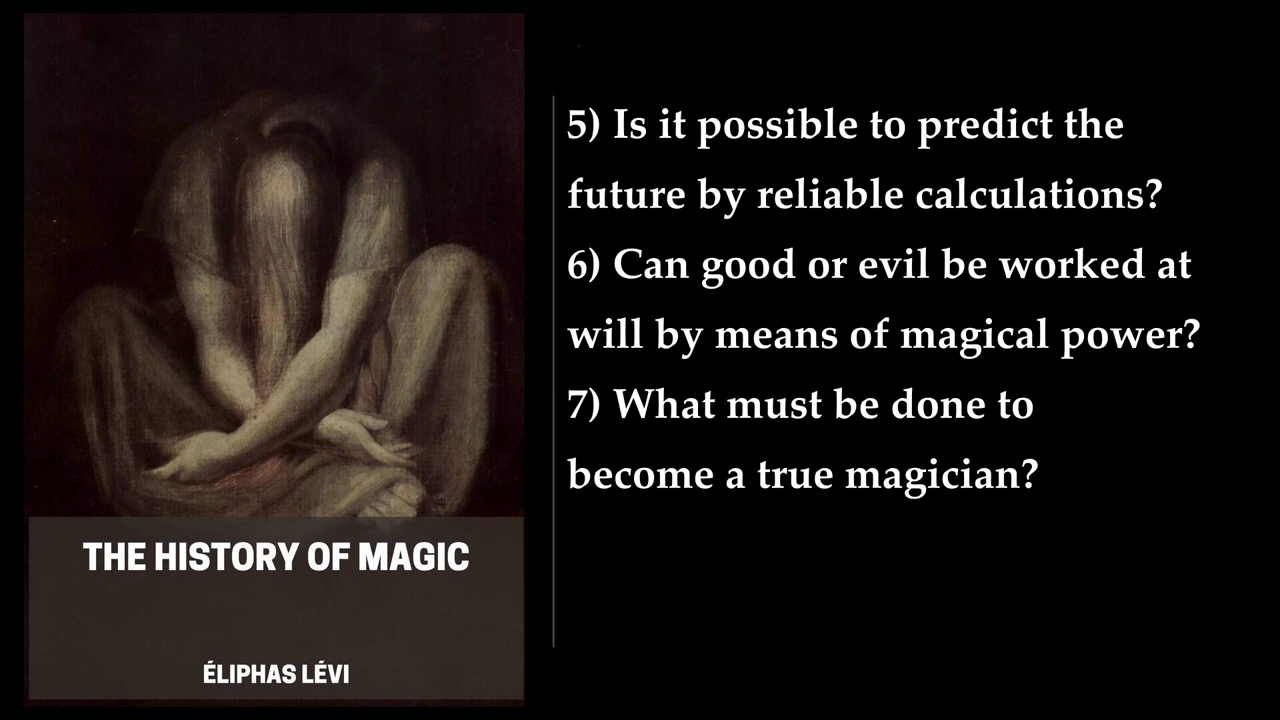 THE HISTORY OF MAGIC
ÉLIPHAS LÉVI
5) Is it possible to predict the
future by reliable calculations?
6) Can good or evil be worked at
will by means of magical power?
7) What must be done to
become a true magician?